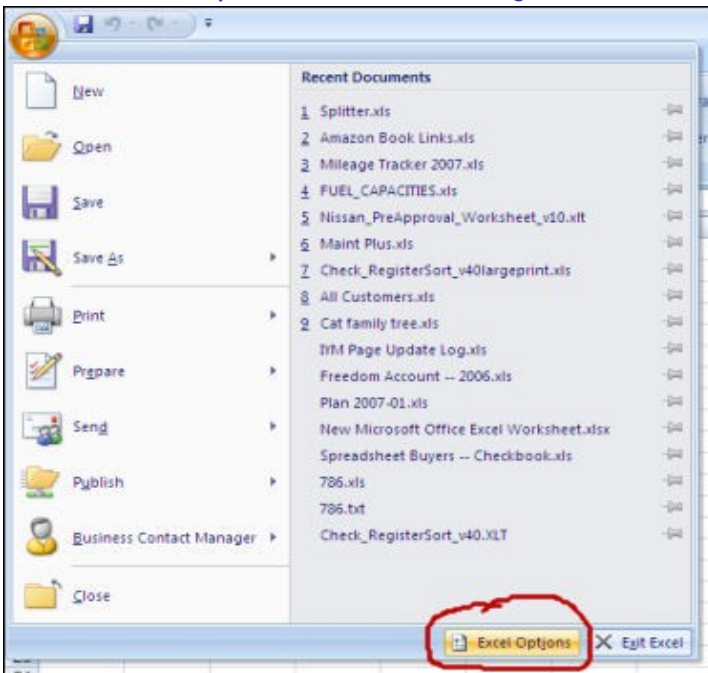 New
Open
Save
Save As
Print
Prepare
Send
Publish
Business Contact Manager
Close
Recent Documents
1 Splitter.xls
2 Amazon Book Links.xls
3 Mileage Tracker 2007.xls
4 FUEL_CAPACITIES.xls
5 Nissan_PreApproval_Worksheet_v10.xlt
6 Maint Plus.xls
7 Check_RegisterSort_v40largeprint.xls
8 All Customers.xls
9 Cat family tree.xls
IYM Page Update Log.xls
Freedom Account -- 2006.xls
Plan 2007-01.xls
New Microsoft Office Excel Worksheet.xlsx
Spreadsheet Buyers -- Checkbook.xls
786.xls
786.txt
Check_RegisterSort_v40.XLT
Excel Options
Exit Excel